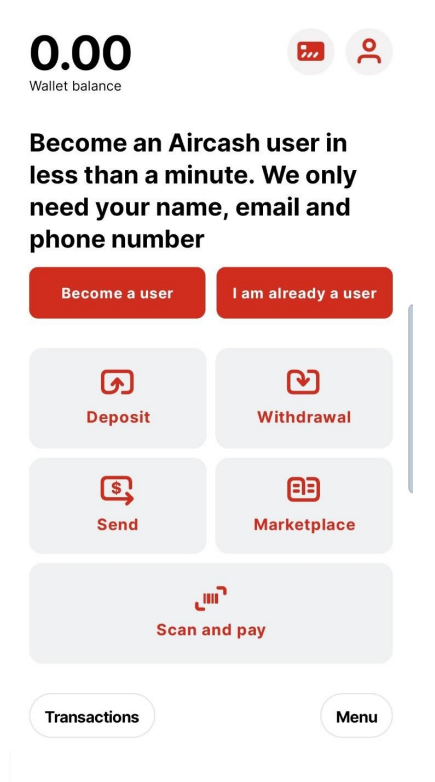 0.00
Wallet balance
Become an Aircash user in
less than a minute. We only
need your name, email and
phone number
Become a user
I am already a user
Deposit
Withdrawal
Send
Marketplace
Scan and pay
Transactions
Menu